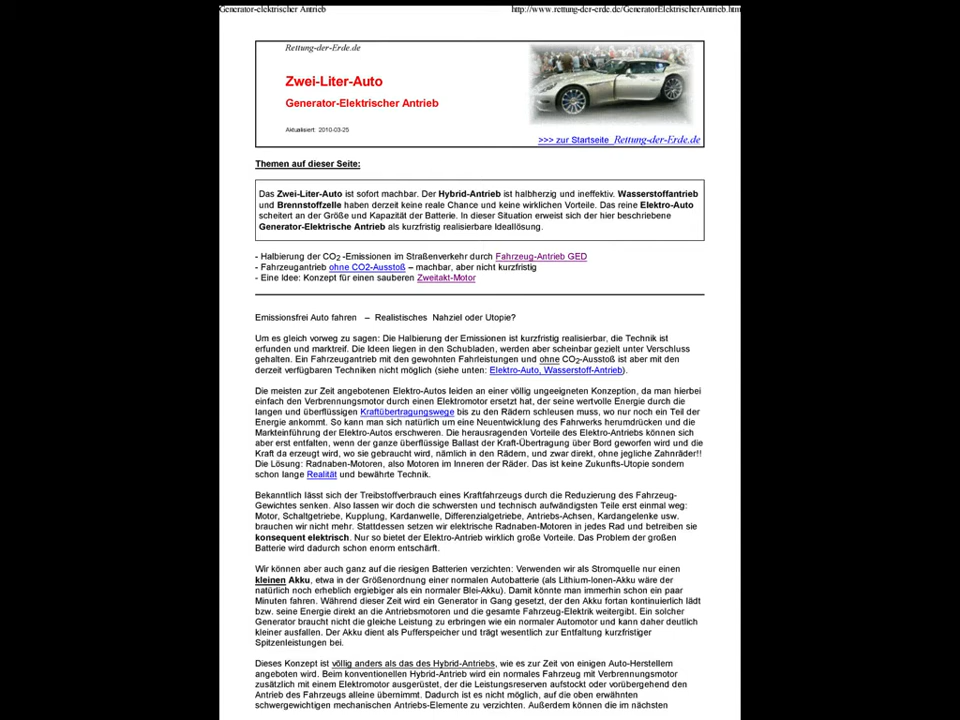 Generator-elektrischer Antrieb http://www.rettung-der-erde.de/GeneratorElektrischerAntrieb.htm
Rettung-der-Erde.de
Zwei-Liter-Auto
Generator-Elektrischer Antrieb
Aktualisiert 2010-03-25
>>> zur Startseite Rettung-der-Erde.de
Themen auf dieser Seite:
Das Zwei-Liter-Auto ist sofort machbar. Der Hybrid-Antrieb ist halbherzig und ineffektiv. Wasserstoffantrieb
und Brennstoffzelle haben derzeit keine reale Chance und keine wirklichen Vorteile. Das reine Elektro-Auto
scheitert an der Größe und Kapazität der Batterie. In dieser Situation erweist sich der hier beschriebene
Generator-Elektrische Antrieb als kurzfristig realisierbare Ideallösung.
- Halbierung der CO2 -Emissionen im Straßenverkehr durch Fahrzeug-Antrieb GED
- Fahrzeugantrieb ohne CO2-Ausstoß – machbar, aber nicht kurzfristig
- Eine Idee: Konzept für einen sauberen Zweitakt-Motor
Emissionsfrei Auto fahren – Realistisches Nahziel oder Utopie?
Um es gleich vorweg zu sagen: Die Halbierung der Emissionen ist kurzfristig realisierbar, die Technik ist
erfunden und marktreif. Die Ideen liegen in den Schubladen, werden aber scheinbar gezielt unter Verschluss
gehalten. Ein Fahrzeugantrieb mit den gewohnten Fahrleistungen und ohne CO2-Ausstoß ist aber mit den
derzeit verfügbaren Techniken nicht möglich (siehe unten: Elektro-Auto, Wasserstoff-Antrieb).
Die meisten zur Zeit angebotenen Elektro-Autos leiden an einer völlig ungeeigneten Konzeption, da man hierbei
einfach den Verbrennungsmotor durch einen Elektromotor ersetzt hat, der seine wertvolle Energie durch die
langen und überflüssigen Kraftübertragungswege bis zu den Rädern schleusen muss, wo nur noch ein Teil der
Energie ankommt. So kann man sich natürlich um eine Neuentwicklung des Fahrwerks herumdrücken und die
Markteinführung der Elektro-Autos erschweren. Die herausragenden Vorteile des Elektro-Antriebs können sich
aber erst entfalten, wenn der ganze überflüssige Ballast der Kraft-Übertragung über Bord geworfen wird und die
Kraft da erzeugt wird, wo sie gebraucht wird, nämlich in den Rädern, und zwar direkt, ohne jegliche Zahnräder!!
Die Lösung: Radnaben-Motoren, also Motoren im Inneren der Räder. Das ist keine Zukunfts-Utopie sondern
schon lange Realität und bewährte Technik.
Bekanntlich lässt sich der Treibstoffverbrauch eines Kraftfahrzeugs durch die Reduzierung des Fahrzeug-
Gewichtes senken. Also lassen wir doch die schwersten und technisch aufwändigsten Teile erst einmal weg:
Motor, Schaltgetriebe, Kupplung, Kardanwelle, Differenzialgetriebe, Antriebs-Achsen, Kardangelenke usw.
brauchen wir nicht mehr. Stattdessen setzen wir elektrische Radnaben-Motoren in jedes Rad und betreiben sie
konsequent elektrisch. Nur so bietet der Elektro-Antrieb wirklich große Vorteile. Das Problem der großen
Batterie wird dadurch schon enorm entschärft.
Wir können aber auch ganz auf die riesigen Batterien verzichten: Verwenden wir als Stromquelle nur einen
kleinen Akku, etwa in der Größenordnung einer normalen Autobatterie (als Lithium-Ionen-Akku wäre der
natürlich noch erheblich ergiebiger als ein normaler Blei-Akku). Damit könnte man immerhin schon ein paar
Minuten fahren. Während dieser Zeit wird ein Generator in Gang gesetzt, der den Akku fortan kontinuierlich lädt
bzw. seine Energie direkt an die Antriebsmotoren und die gesamte Fahrzeug-Elektrik weitergibt. Ein solcher
Generator braucht nicht die gleiche Leistung zu erbringen wie ein normaler Automotor und kann daher deutlich
kleiner ausfallen. Der Akku dient als Pufferspeicher und trägt wesentlich zur Entfaltung kurzfristiger
Spitzenleistungen bei.
Dieses Konzept ist völlig anders als das des Hybrid-Antriebs, wie es zur Zeit von einigen Auto-Herstellern
angeboten wird. Beim konventionellen Hybrid-Antrieb wird ein normales Fahrzeug mit Verbrennungsmotor
zusätzlich mit einem Elektromotor ausgerüstet, der die Leistungsreserven aufstockt oder vorübergehend den
Antrieb des Fahrzeugs alleine übernimmt. Dadurch ist es nicht möglich, auf die oben erwähnten
schwergewichtigen mechanischen Antriebs-Elemente zu verzichten. Außerdem können die im nächsten